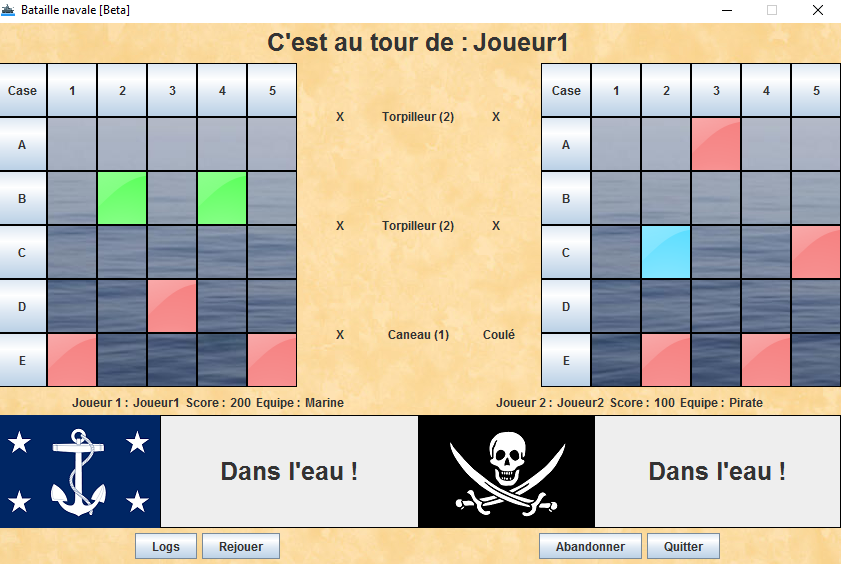 Bataille navale [Beta]
C'est au tour de : Joueur1
Case 1 2 3 4 5
Case 1 2 3 4 5
X Torpilleur (2) X
A
A
B
B
X Torpilleur (2) X
C
C
D
D
X Caneau (1) Coulé
E
E
Joueur 1 : Joueur1 Score : 200 Equipe : Marine
Joueur 2 : Joueur2 Score : 100 Equipe : Pirate
Dans l'eau !
Dans l'eau !
Logs Rejouer
Abandonner Quitter